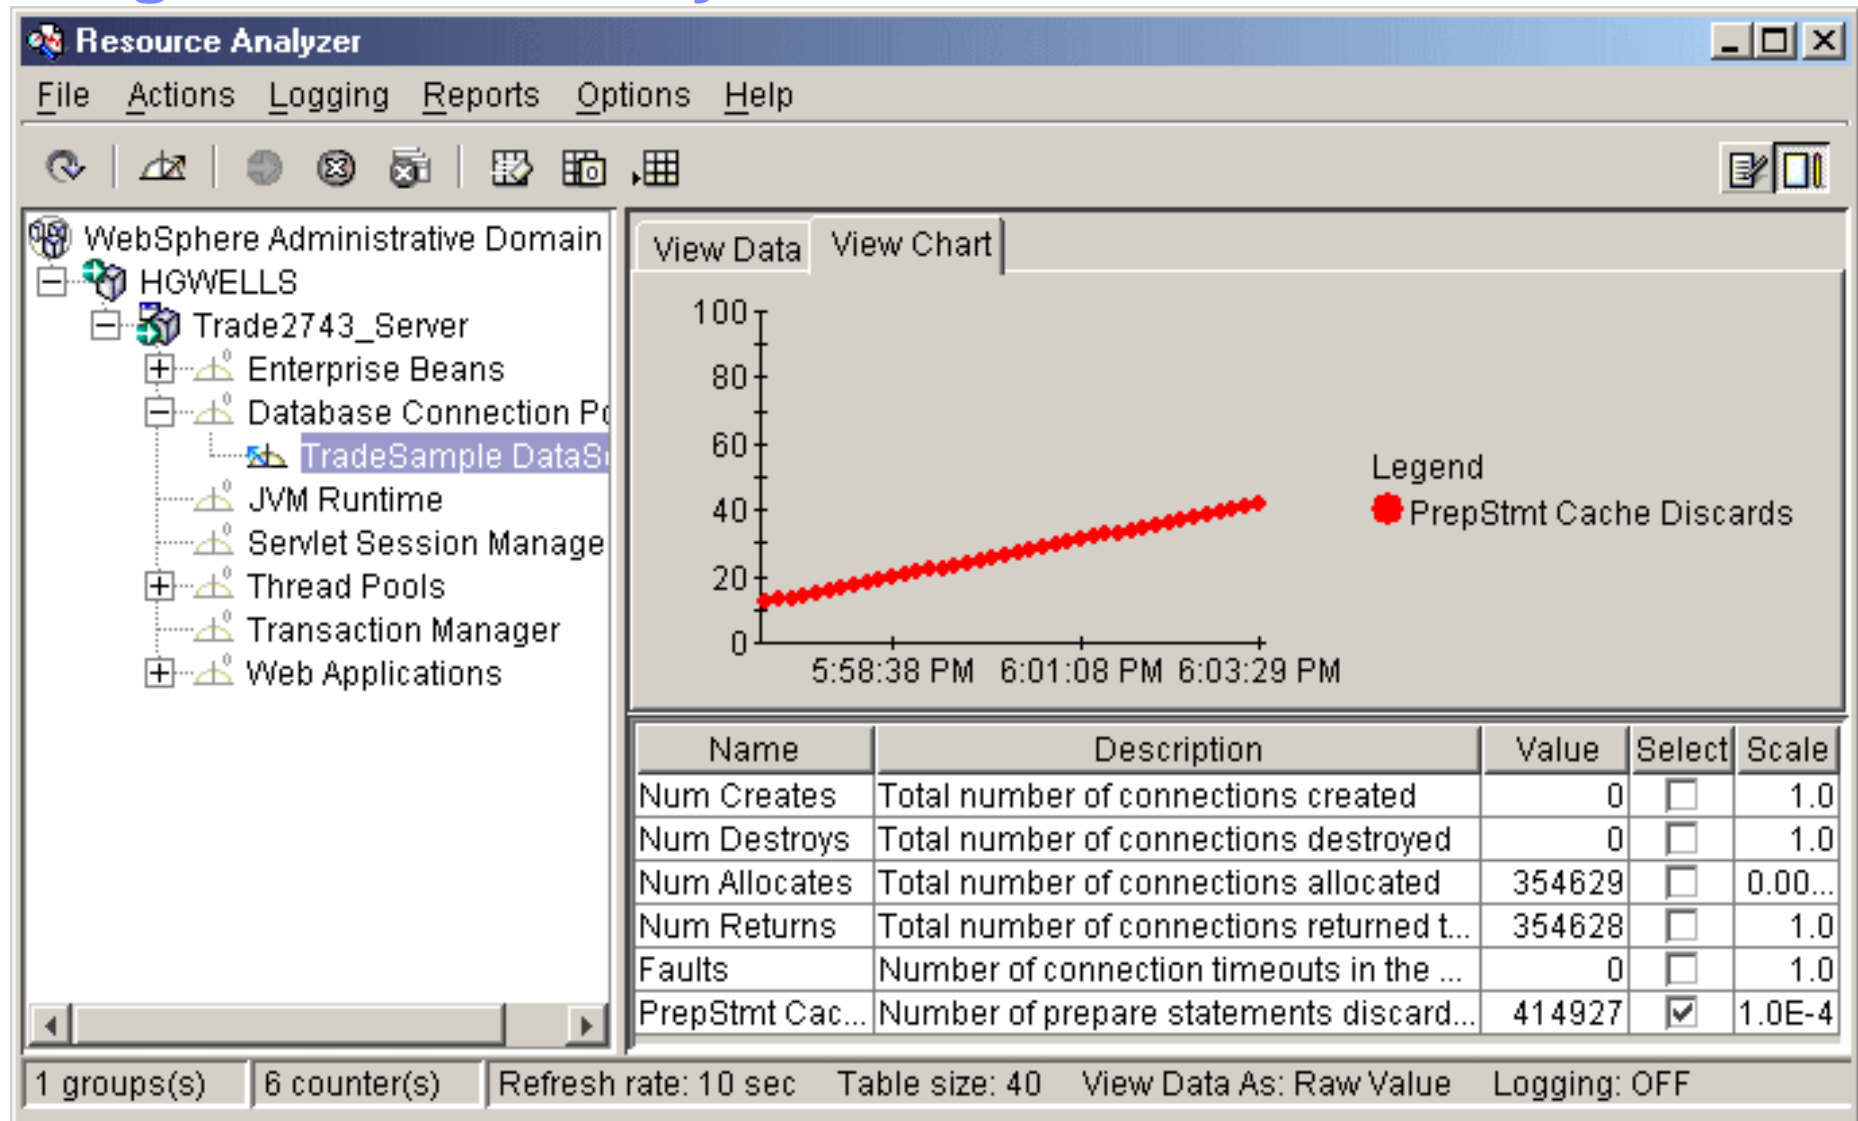 Resource Analyzer
File Actions Logging Reports Options Help
WebSphere Administrative Domain
HGWELLS
Trade2743_Server
Enterprise Beans
Database Connection Po
TradeSample DataSo
JVM Runtime
Servlet Session Manage
Thread Pools
Transaction Manager
Web Applications
View Data View Chart
100
80
60
40
20
0
5:58:38 PM 6:01:08 PM 6:03:29 PM
Legend
PrepStmt Cache Discards
Name Description Value Select Scale
Num Creates Total number of connections created 0 1.0
Num Destroys Total number of connections destroyed 0 1.0
Num Allocates Total number of connections allocated 354629 0.00...
Num Returns Total number of connections returned t... 354628 1.0
Faults Number of connection timeouts in the ... 0 1.0
PrepStmt Cac... Number of prepare statements discard... 414927 1.0E-4
1 groups(s) 6 counter(s) Refresh rate: 10 sec Table size: 40 View Data As: Raw Value Logging: OFF